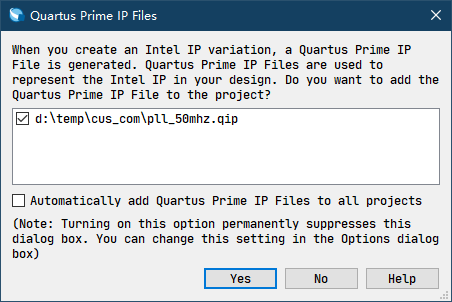 Quartus Prime IP Files
When you create an Intel IP variation, a Quartus Prime IP
File is generated. Quartus Prime IP Files are used to
represent the Intel IP in your design. Do you want to add the
Quartus Prime IP File to the project?
d:\temp\cus_com\pll_50mhz.qip
Automatically add Quartus Prime IP Files to all projects
(Note: Turning on this option permanently suppresses this
dialog box. You can change this setting in the Options dialog
box)
Yes No Help